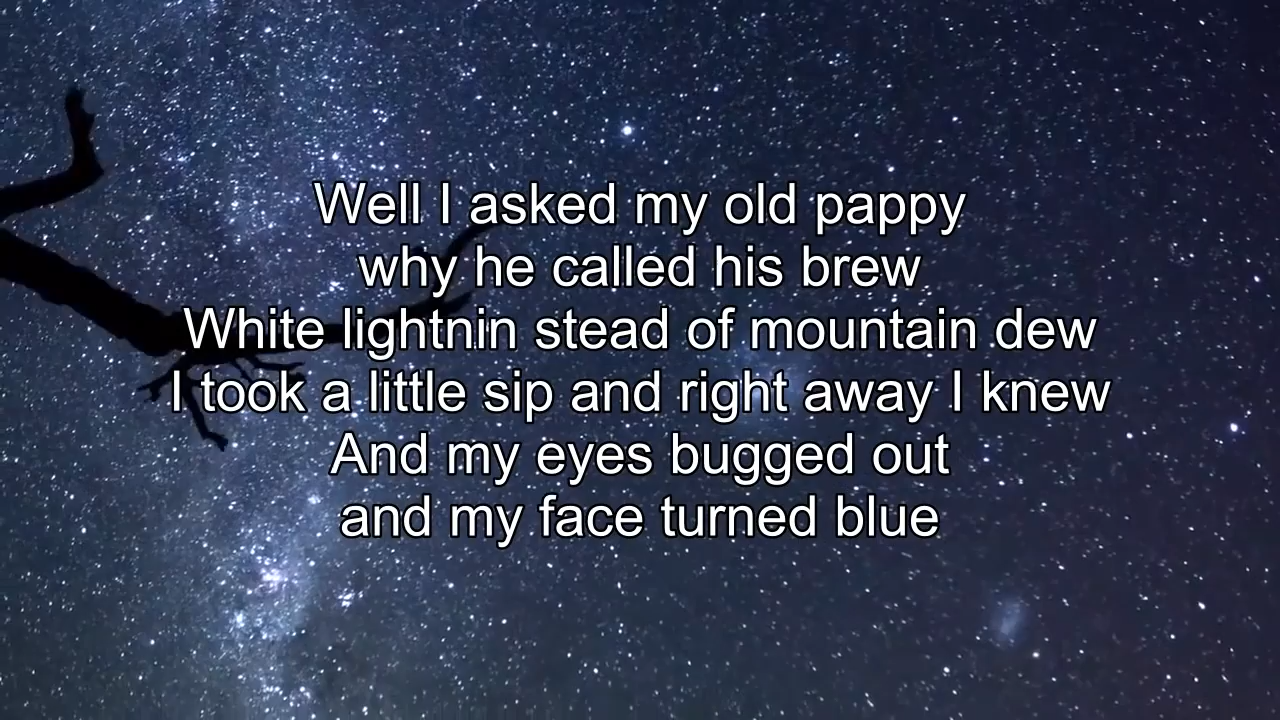 Well I asked my old pappy
why he called his brew
White lightnin stead of mountain dew
I took a little sip and right away I knew
And my eyes bugged out
and my face turned blue